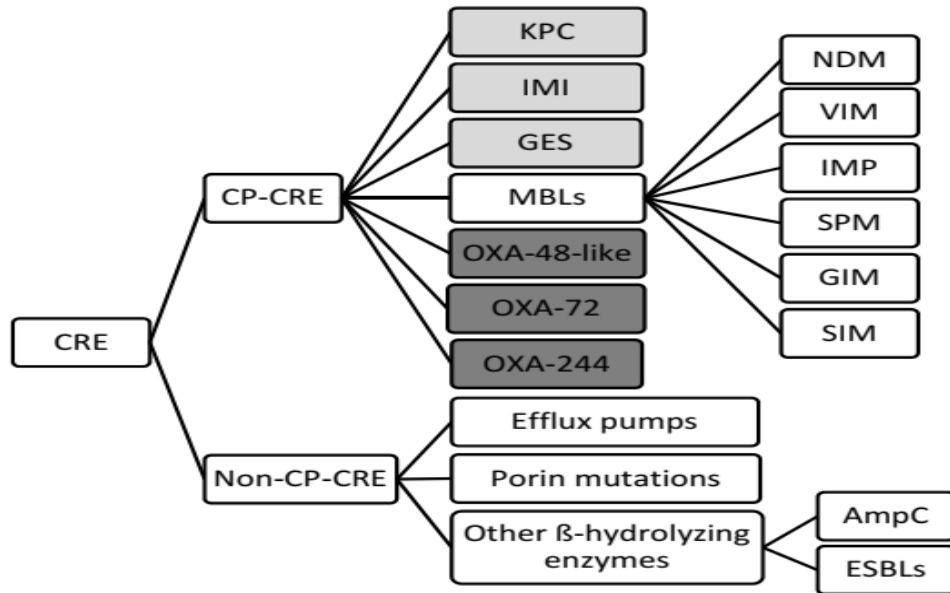 KPC
IMI
GES
MBLs
OXA-48-like
OXA-72
OXA-244
NDM
VIM
IMP
SPM
GIM
SIM
CP-CRE
CRE
Non-CP-CRE
Efflux pumps
Porin mutations
Other ß-hydrolyzing
enzymes
AmpC
ESBLs